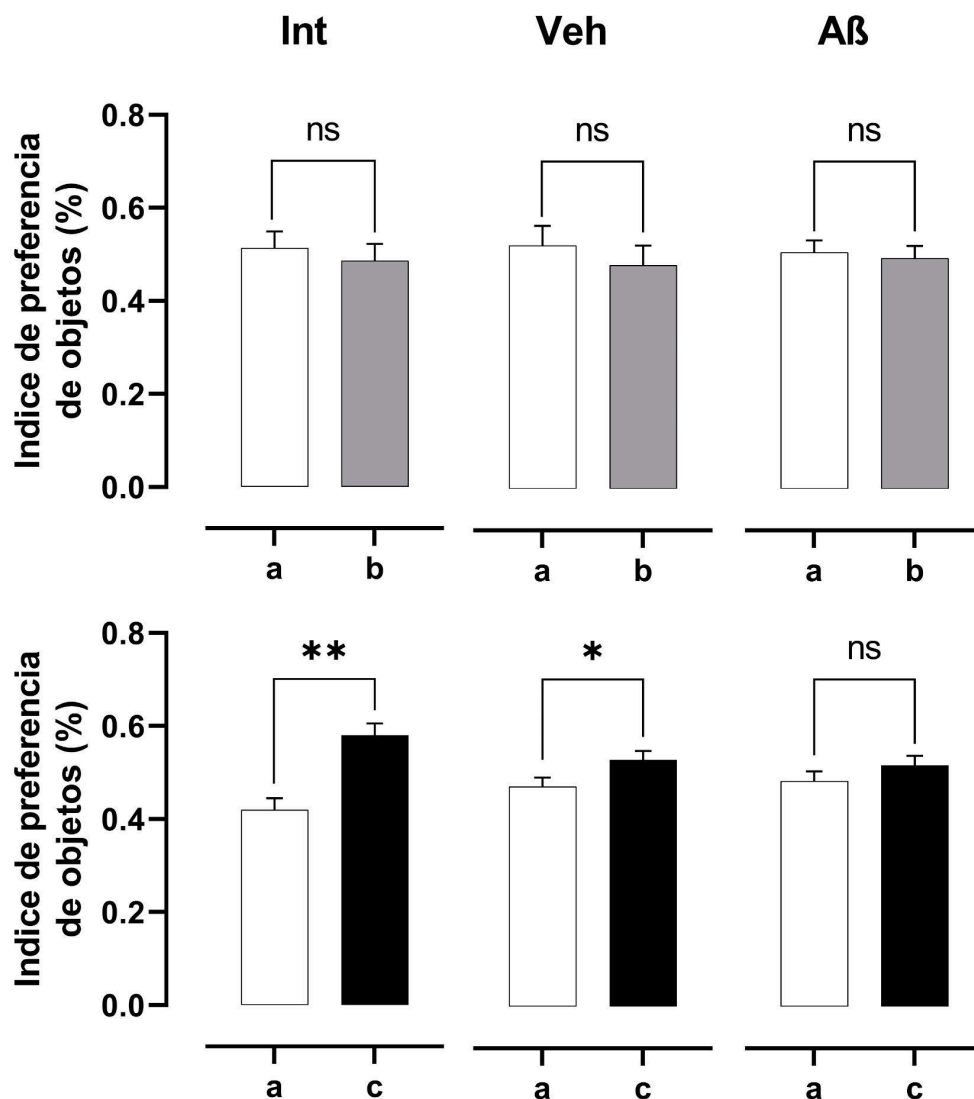 Int Veh Aß
Indice de preferencia
de objetos (%)
0.8
0.6
0.4
0.2
0.0
ns ns ns
a b a b a b
Indice de preferencia
de objetos (%)
0.8
0.6
0.4
0.2
0.0
** * ns
a c a c a c